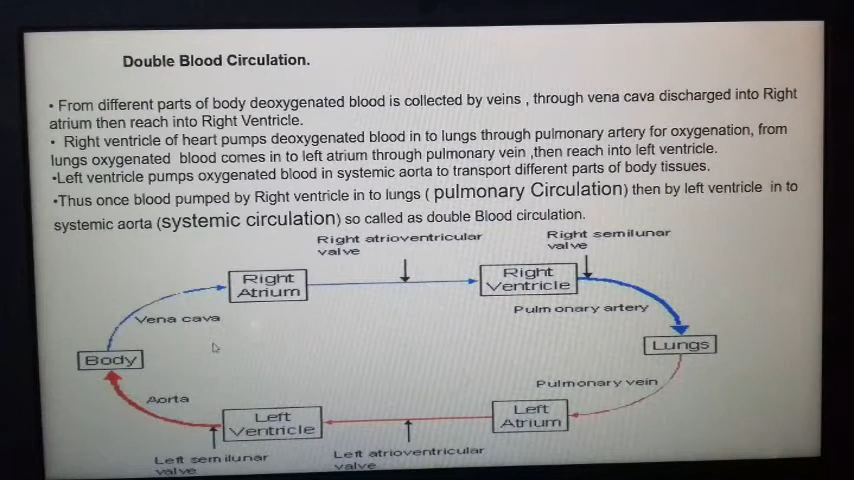 Double Blood Circulation.
• From different parts of body deoxygenated blood is collected by veins , through vena cava discharged into Right
atrium then reach into Right Ventricle.
• Right ventricle of heart pumps deoxygenated blood in to lungs through pulmonary artery for oxygenation, from
lungs oxygenated blood comes in to left atrium through pulmonary vein ,then reach into left ventricle.
•Left ventricle pumps oxygenated blood in systemic aorta to transport different parts of body tissues.
•Thus once blood pumped by Right ventricle in to lungs ( pulmonary Circulation) then by left ventricle in to
systemic aorta (systemic circulation) so called as double Blood circulation.
Right atrioventricular
valve
Right semilunar
valve
Right
Atrium
Right
Ventricle
Vena cava
Pulmonary artery
Body
Lungs
Pulmonary vein
Aorta
Left
Ventricle
Left
Atrium
Left semilunar
valve
Left atrioventricular
valve